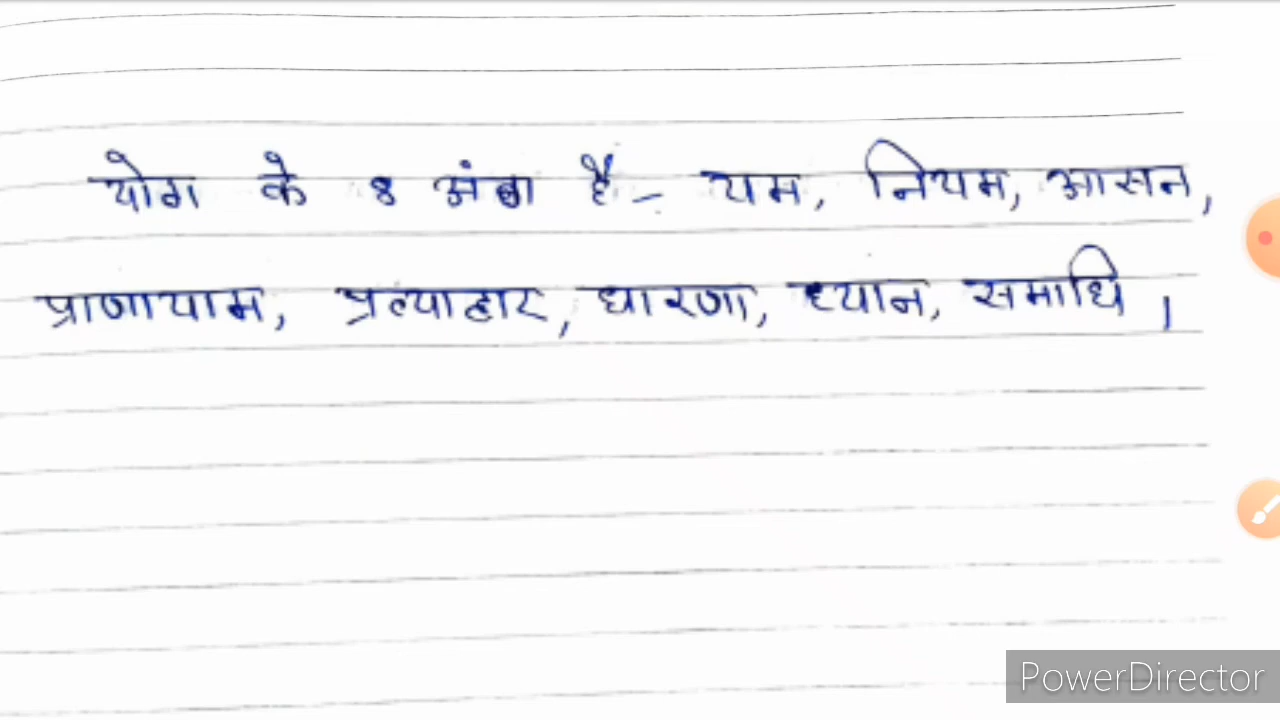 योग के 8 अंग है - यम, नियम, आसन,
प्राणायाम, प्रत्याहार, धारणा, ध्यान, समाधि ।
PowerDirector